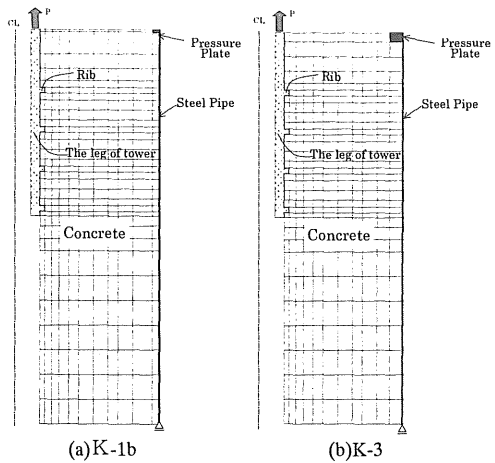 CL
P
Pressure
Plate
Rib
Steel Pipe
The leg of tower
Concrete
(a)K-1b
CL
P
Pressure
Plate
Rib
Steel Pipe
The leg of tower
Concrete
(b)K-3